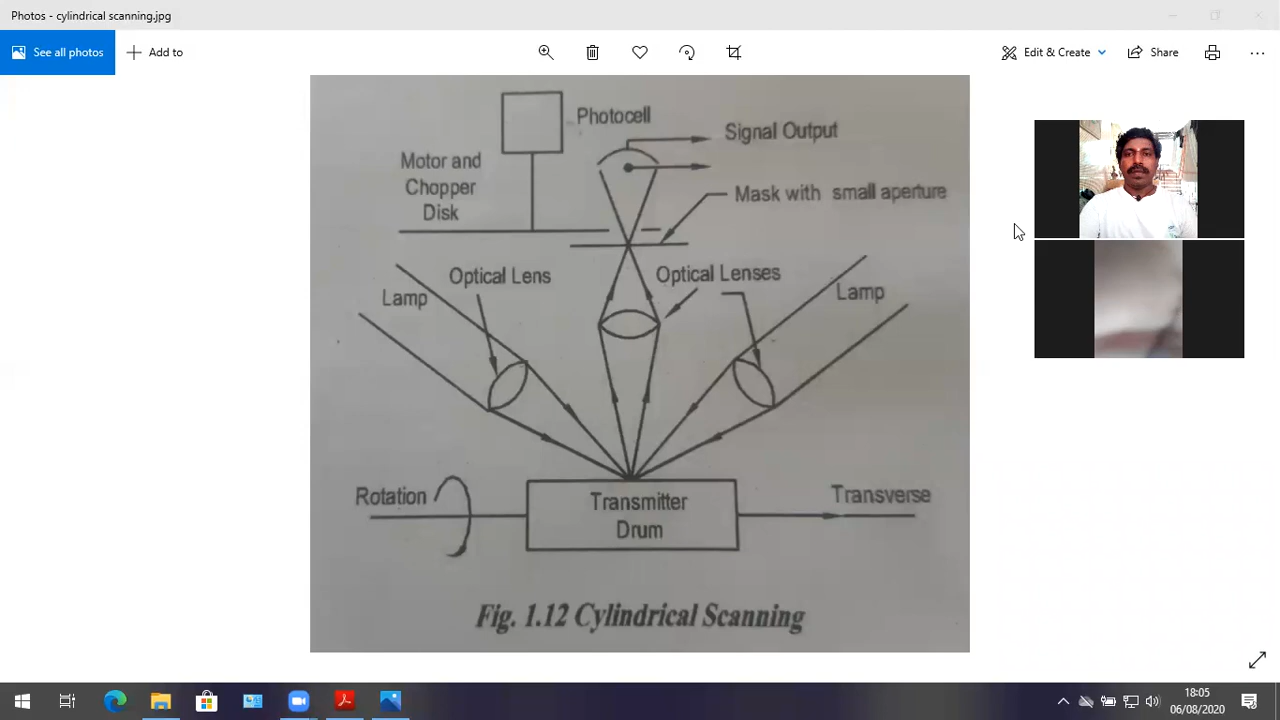 Photos - cylindrical scanning.jpg
See all photos
Add to
Edit & Create
Share
Photocell
Signal Output
Motor and
Chopper
Disk
Mask with small aperture
Optical Lens
Optical Lenses
Lamp
Lamp
Rotation
Transmitter
Drum
Transverse
Fig. 1.12 Cylindrical Scanning
18:05
06/08/2020